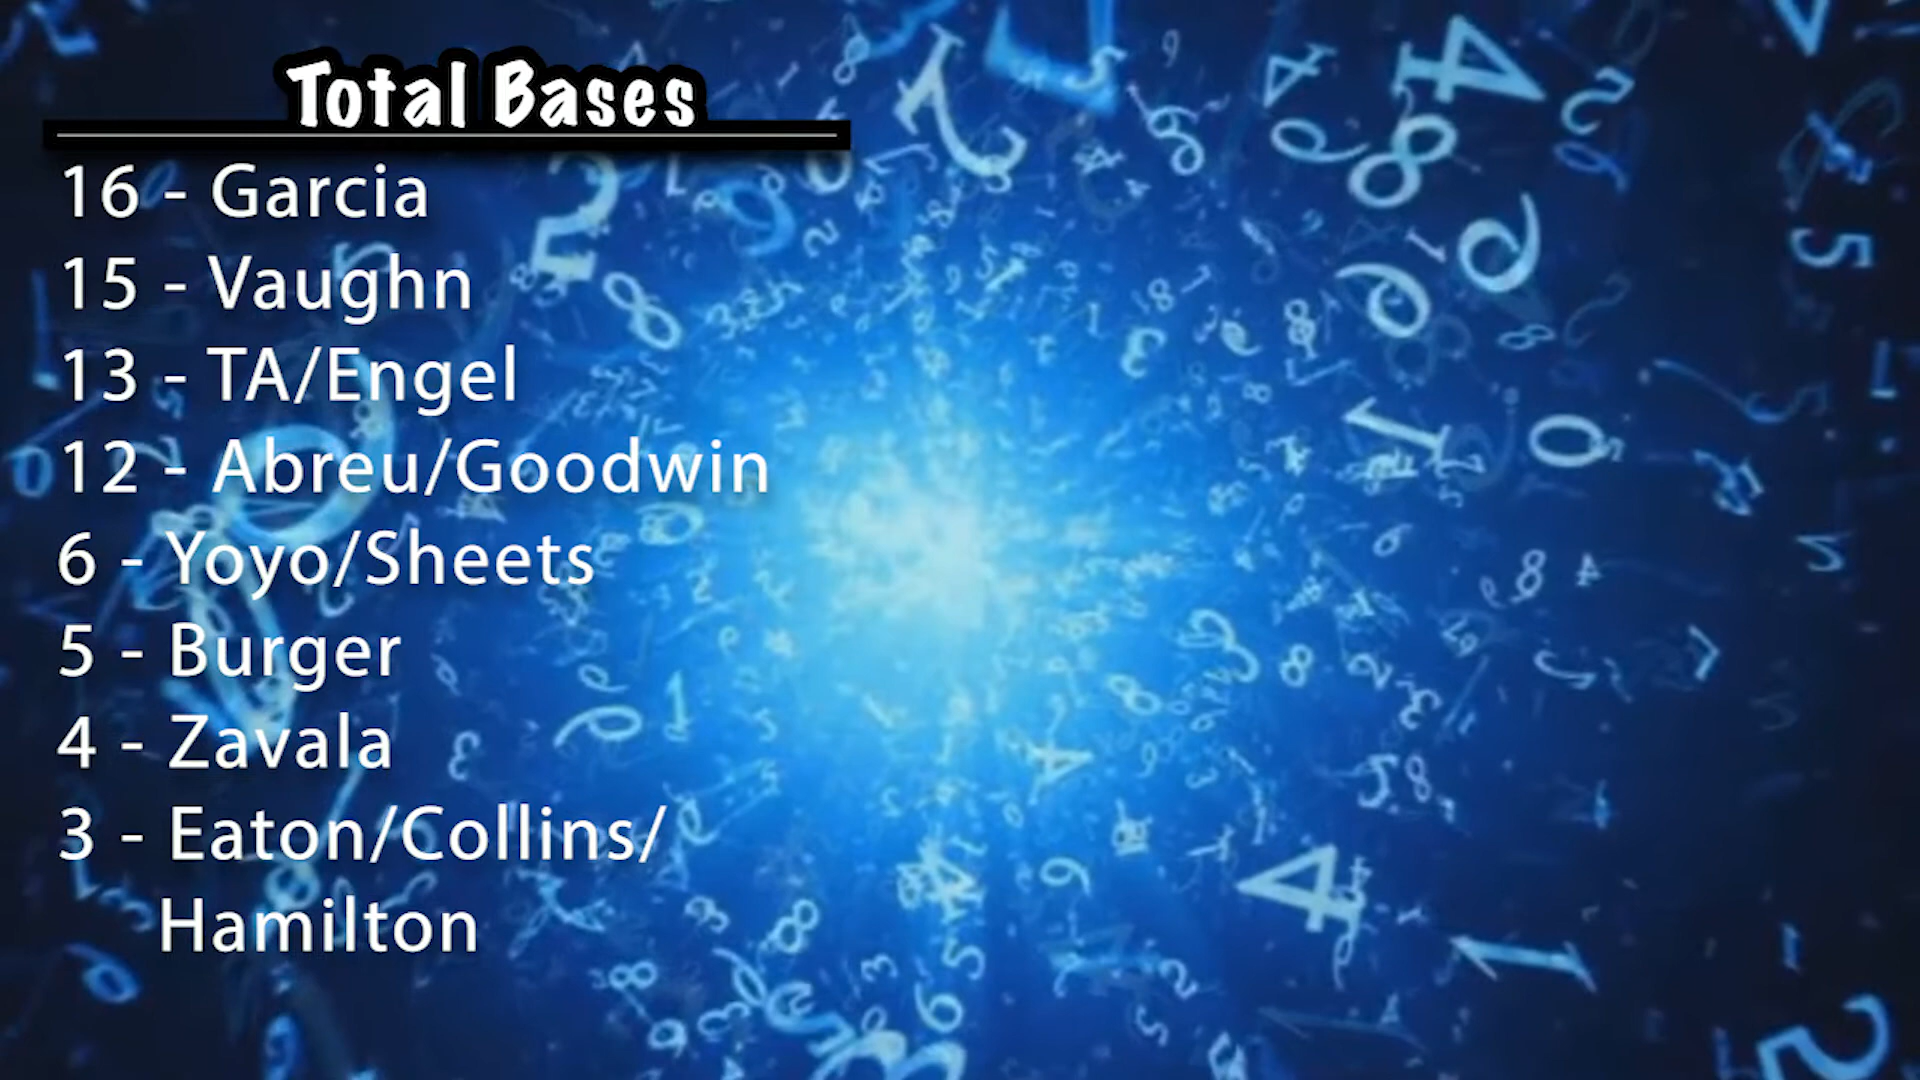 Total Bases
16 - Garcia
15 - Vaughn
13 - TA/Engel
12 - Abreu/Goodwin
6 - Yoyo/Sheets
5 - Burger
4 - Zavala
3 - Eaton/Collins/
Hamilton